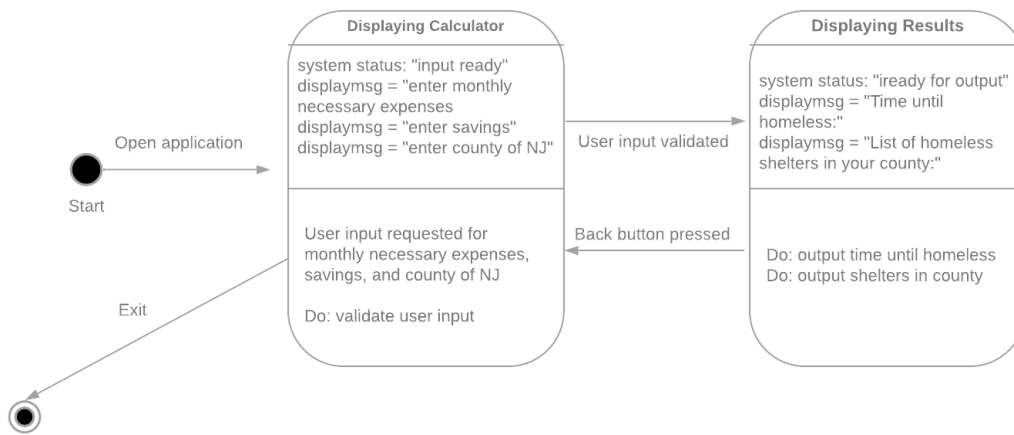 Displaying Calculator
system status: "input ready"
displaymsg = "enter monthly
necessary expenses
displaymsg = "enter savings"
displaymsg = "enter county of NJ"
User input requested for
monthly necessary expenses,
savings, and county of NJ
Do: validate user input
Displaying Results
system status: "iready for output"
displaymsg = "Time until
homeless:"
displaymsg = "List of homeless
shelters in your county:"
Do: output time until homeless
Do: output shelters in county
Open application
Start
User input validated
Back button pressed
Exit